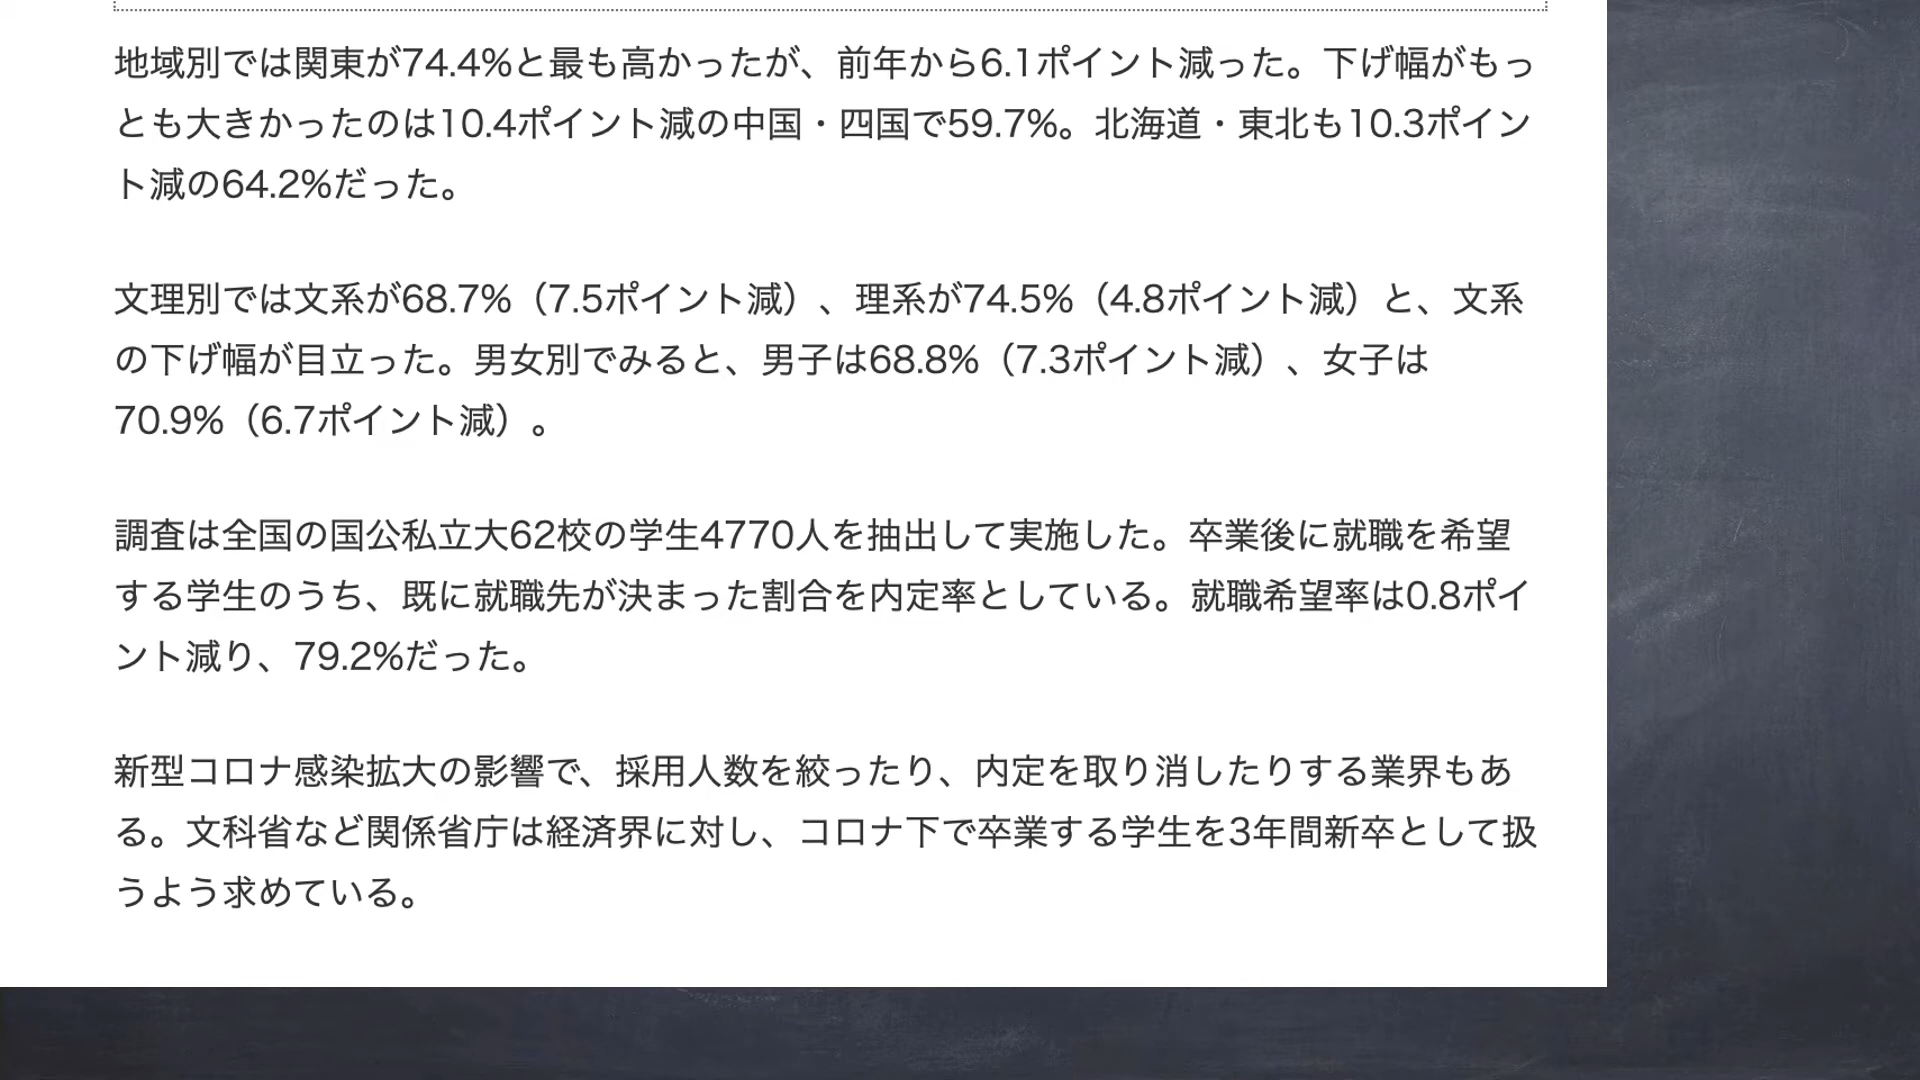 地域別では関東が74.4%と最も高かったが、前年から6.1ポイント減った。下げ幅がもっ
とも大きかったのは10.4ポイント減の中国・四国で59.7%。北海道・東北も10.3ポイン
ト減の64.2%だった。
文理別では文系が68.7%（7.5ポイント減）、理系が74.5%（4.8ポイント減）と、文系
の下げ幅が目立った。男女別でみると、男子は68.8%（7.3ポイント減）、女子は
70.9%（6.7ポイント減）。
調査は全国の国公私立大62校の学生4770人を抽出して実施した。卒業後に就職を希望
する学生のうち、既に就職先が決まった割合を内定率としている。就職希望率は0.8ポイ
ント減り、79.2%だった。
新型コロナ感染拡大の影響で、採用人数を絞ったり、内定を取り消したりする業界もあ
る。文科省など関係省庁は経済界に対し、コロナ下で卒業する学生を3年間新卒として扱
うよう求めている。